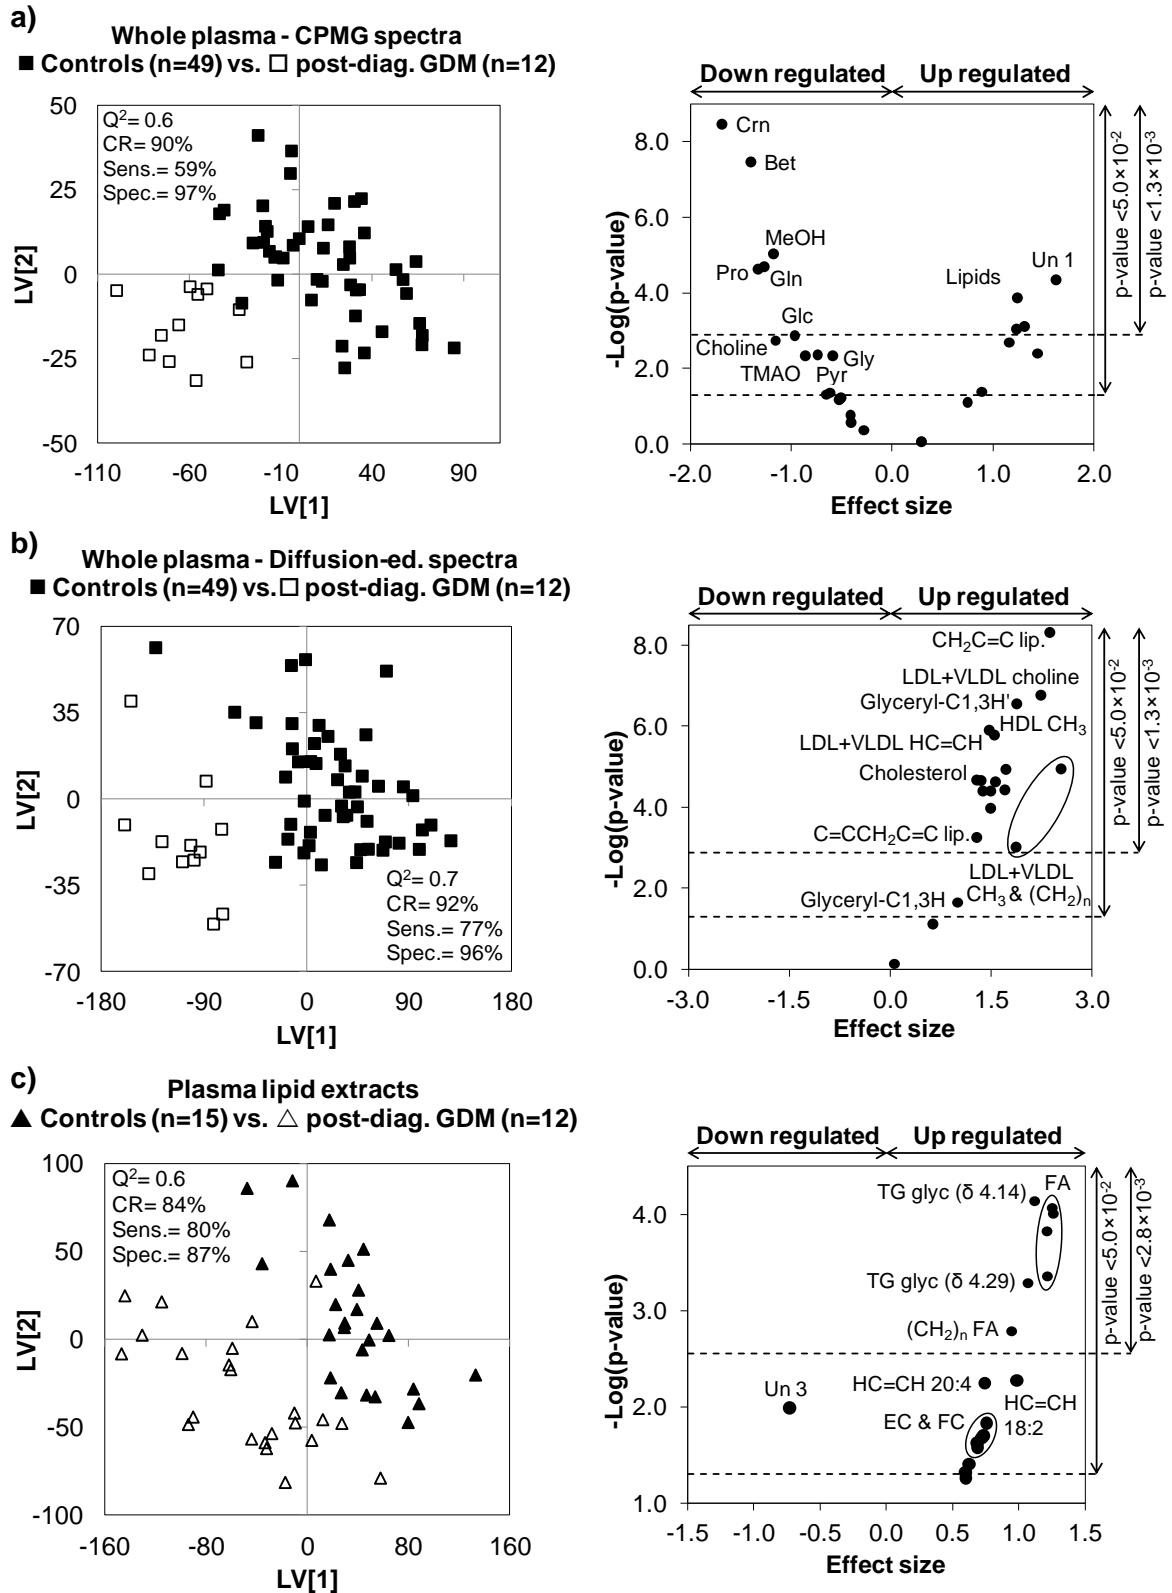 a)
Whole plasma - CPMG spectra
■ Controls (n=49) vs. □ post-diag. GDM (n=12)
Q²= 0.6
CR= 90%
Sens.= 59%
Spec.= 97%
50
25
0
-25
-50
LV[2]
-110
-60
-10
40
90
LV[1]
Down regulated
Up regulated
8.0
6.0
4.0
2.0
0.0
-Log(p-value)
Crn
Bet
MeOH
Pro
Gln
Glc
Choline
TMAO
Pyr
Gly
Lipids
Un 1
p-value <5.0×10⁻²
p-value <1.3×10⁻³
-2.0
-1.0
0.0
1.0
2.0
Effect size
b)
Whole plasma - Diffusion-ed. spectra
■ Controls (n=49) vs. □ post-diag. GDM (n=12)
70
35
0
-35
-70
LV[2]
Q²= 0.7
CR= 92%
Sens.= 77%
Spec.= 96%
-180
-90
0
90
180
LV[1]
Down regulated
Up regulated
8.0
6.0
4.0
2.0
0.0
-Log(p-value)
CH₂C=C lip.
LDL+VLDL choline
Glyceryl-C1,3H'
HDL CH₃
LDL+VLDL HC=CH
Cholesterol
C=CCH₂C=C lip.
LDL+VLDL
CH₃ & (CH₂)ₙ
Glyceryl-C1,3H
p-value <5.0×10⁻²
p-value <1.3×10⁻³
-3.0
-1.5
0.0
1.5
3.0
Effect size
c)
Plasma lipid extracts
▲ Controls (n=15) vs. △ post-diag. GDM (n=12)
Q²= 0.6
CR= 84%
Sens.= 80%
Spec.= 87%
100
50
0
-50
-100
LV[2]
-160
-80
0
80
160
LV[1]
Down regulated
Up regulated
4.0
3.0
2.0
1.0
-Log(p-value)
TG glyc (δ 4.14)
FA
TG glyc (δ 4.29)
(CH₂)ₙ FA
Un 3
HC=CH 20:4
HC=CH
18:2
EC & FC
p-value <5.0×10⁻²
p-value <2.8×10⁻³
-1.5
-1.0
-0.5
0.0
0.5
1.0
1.5
Effect size